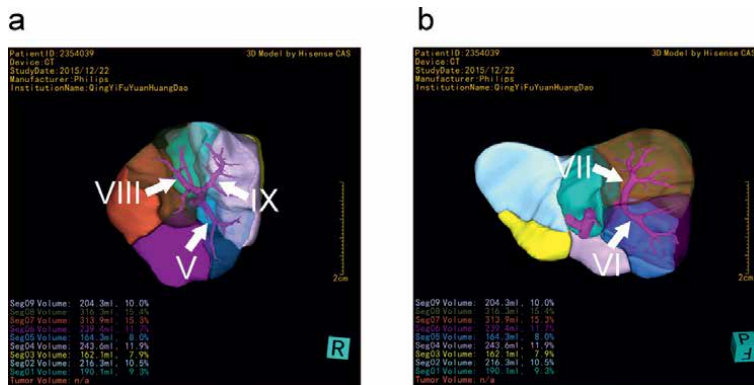 a
PatientID: 2354039
Device:CT
StudyDate:2015/12/22
Manufacturer:Philips
InstitutionName:QingYiFuYuanHuangDao
3D Model by Hisense CAS
VIII
IX
V
2cm
Seg09 Volume: 204.3ml, 10.0%
Seg08 Volume: 316.3ml, 15.4%
Seg07 Volume: 313.9ml, 15.3%
Seg06 Volume: 239.4ml, 11.7%
Seg05 Volume: 164.3ml, 8.0%
Seg04 Volume: 243.6ml, 11.9%
Seg03 Volume: 162.1ml, 7.9%
Seg02 Volume: 216.3ml, 10.5%
Seg01 Volume: 190.1ml, 9.3%
Tumor Volume: n/a
R
b
PatientID: 2354039
Device:CT
StudyDate:2015/12/22
Manufacturer:Philips
InstitutionName:QingYiFuYuanHuangDao
3D Model by Hisense CAS
VII
VI
2cm
Seg09 Volume: 204.3ml, 10.0%
Seg08 Volume: 316.3ml, 15.4%
Seg07 Volume: 313.9ml, 15.3%
Seg06 Volume: 239.4ml, 11.7%
Seg05 Volume: 164.3ml, 8.0%
Seg04 Volume: 243.6ml, 11.9%
Seg03 Volume: 162.1ml, 7.9%
Seg02 Volume: 216.3ml, 10.5%
Seg01 Volume: 190.1ml, 9.3%
Tumor Volume: n/a
P
F